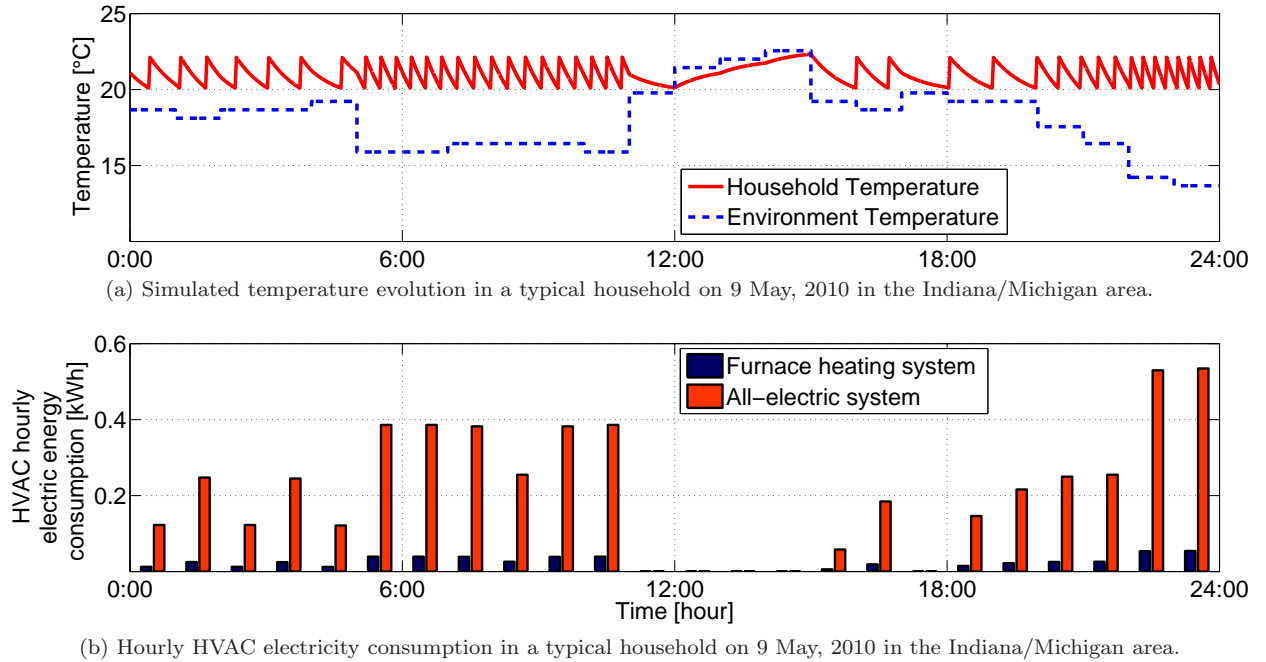 25
20
15
Temperature [°C]
Household Temperature
Environment Temperature
0:00 6:00 12:00 18:00 24:00
(a) Simulated temperature evolution in a typical household on 9 May, 2010 in the Indiana/Michigan area.
0.6
0.4
0.2
HVAC hourly
electric energy
consumption [kWh]
Furnace heating system
All−electric system
0:00 6:00 12:00 18:00 24:00
Time [hour]
(b) Hourly HVAC electricity consumption in a typical household on 9 May, 2010 in the Indiana/Michigan area.